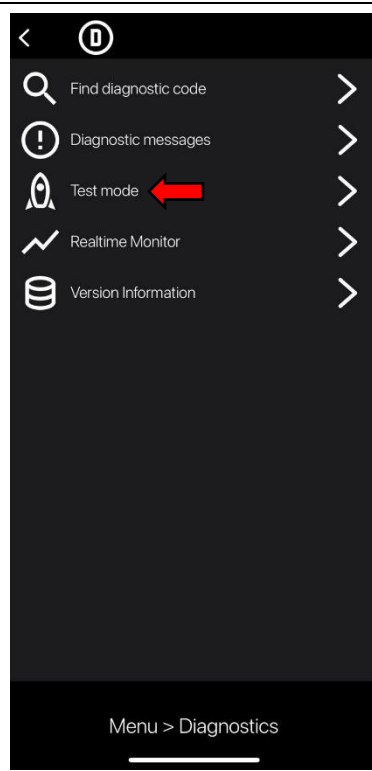 D
Find diagnostic code
Diagnostic messages
Test mode
Realtime Monitor
Version Information
Menu > Diagnostics